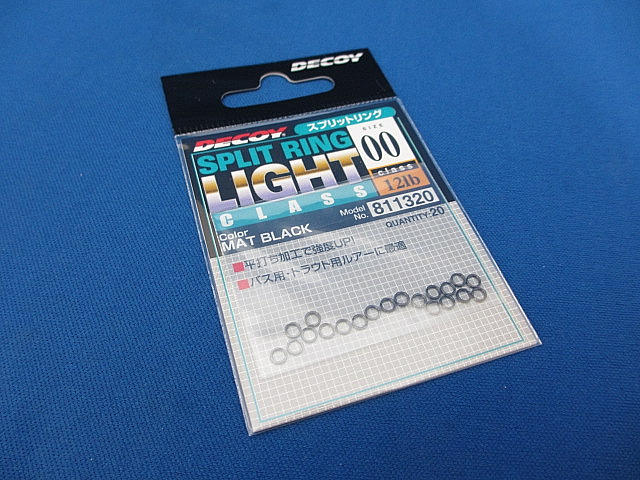 DECOY
DECOY
スプリットリング
SPLIT RING
SIZE
00
LIGHT
class
12lb
CLASS
Model No. 811320
Color
MAT BLACK
QUANTITY:20
■平打ち加工で強度UP!
■バス用・トラウト用ルアーに最適